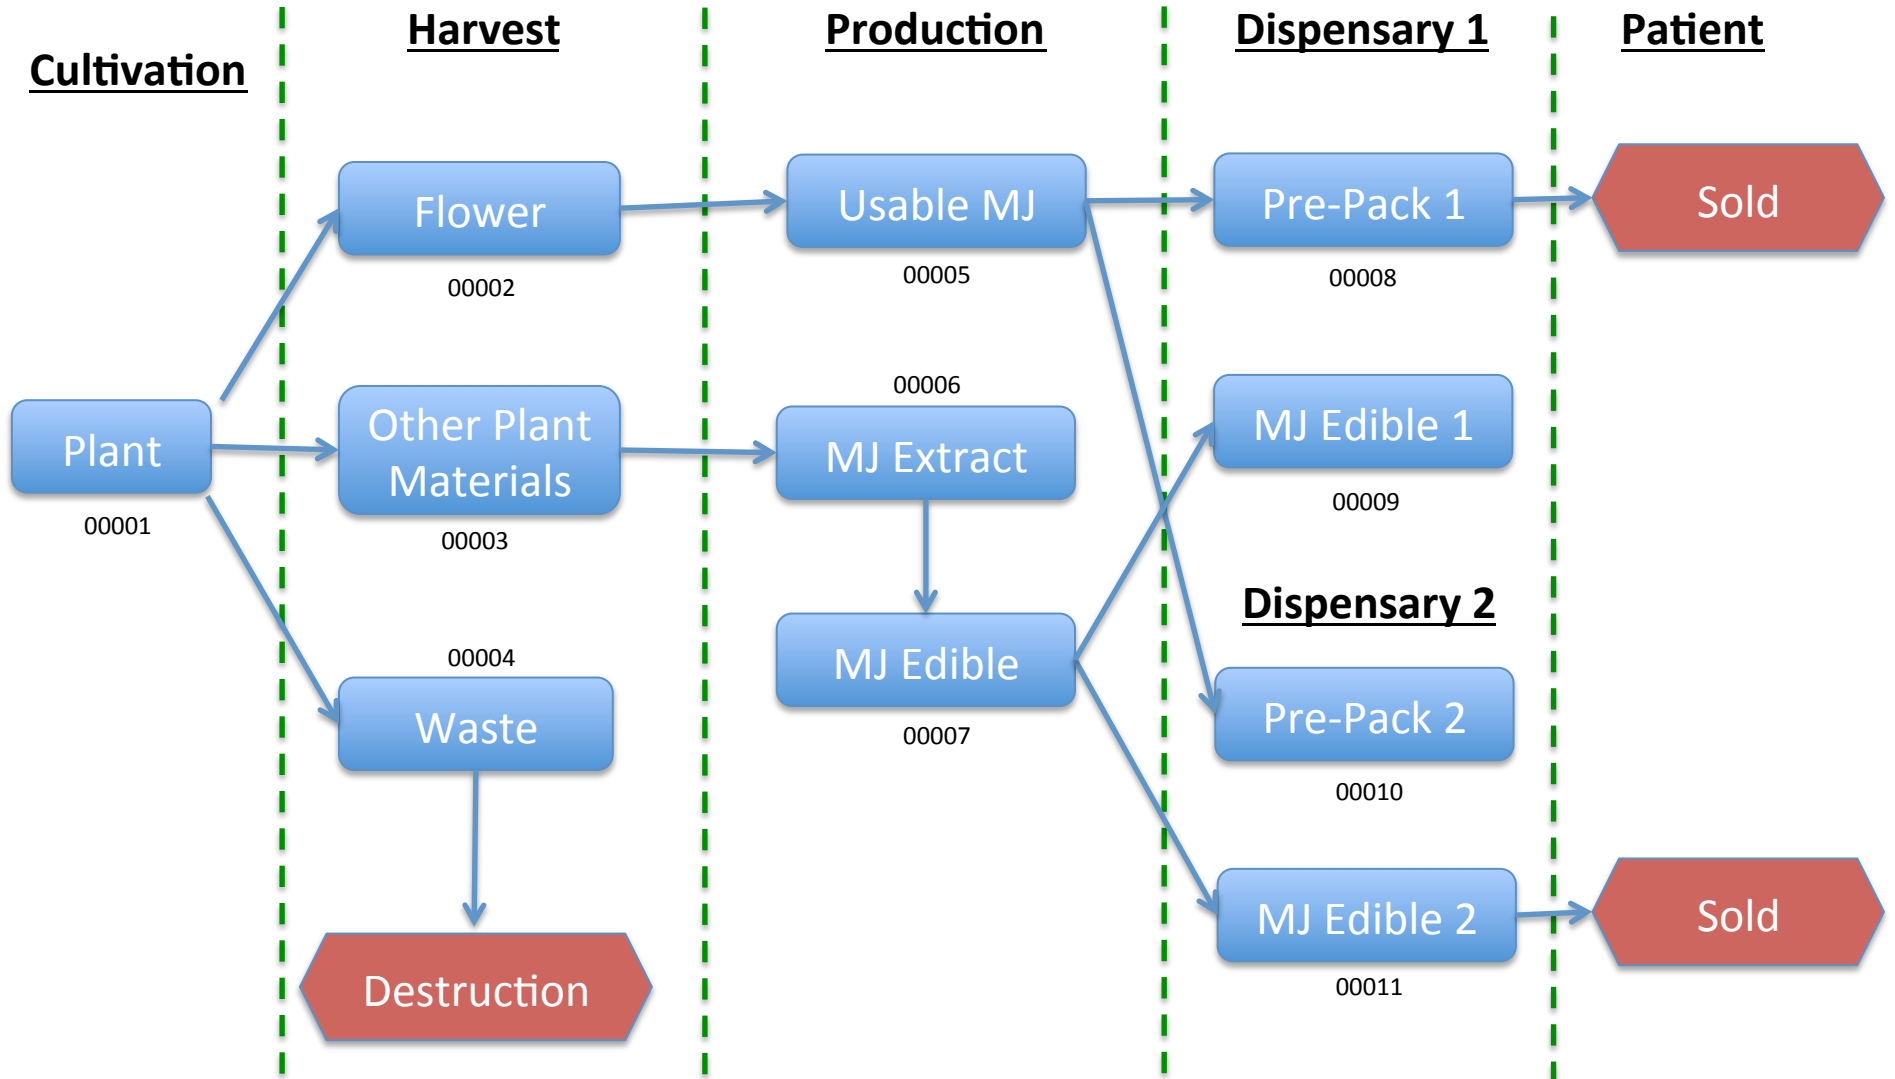 Cultivation
Harvest
Production
Dispensary 1
Patient
Flower
00002
Usable MJ
00005
Pre-Pack 1
00008
Sold
Plant
00001
Other Plant
Materials
00003
00006
MJ Extract
MJ Edible 1
00009
00004
Waste
MJ Edible
00007
Dispensary 2
Pre-Pack 2
00010
Destruction
MJ Edible 2
00011
Sold